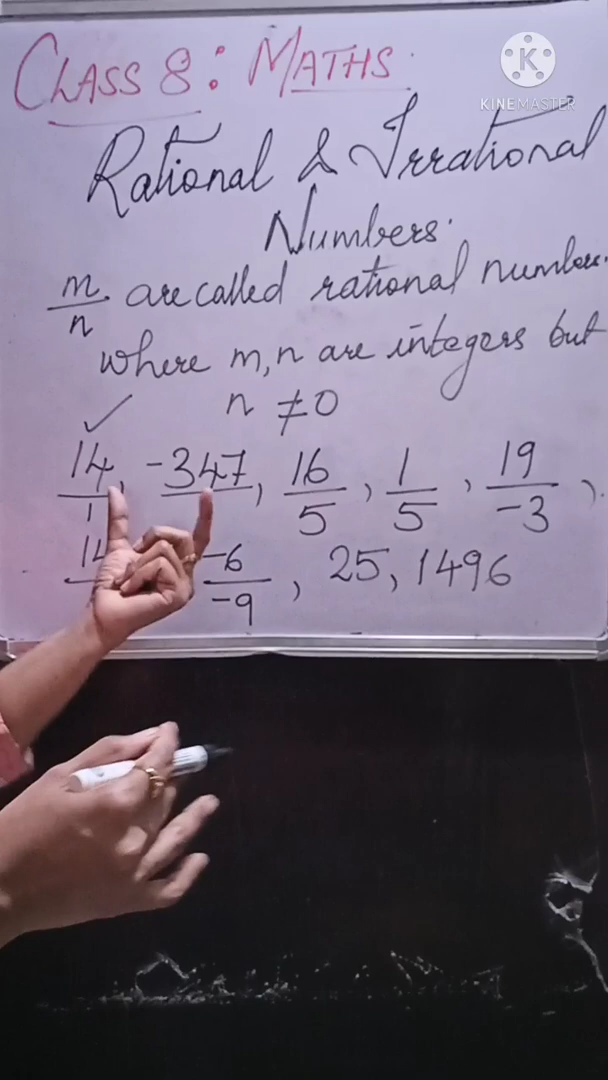 CLASS 8: MATHS.
K
KINEMASTER
Rational & Irrational
Numbers.
m/n are called rational numbers.
where m, n are integers but
n ≠ 0
✓
14/1, -347, 16/5, 1/5, 19/-3,
14 -6/-9, 25, 1496